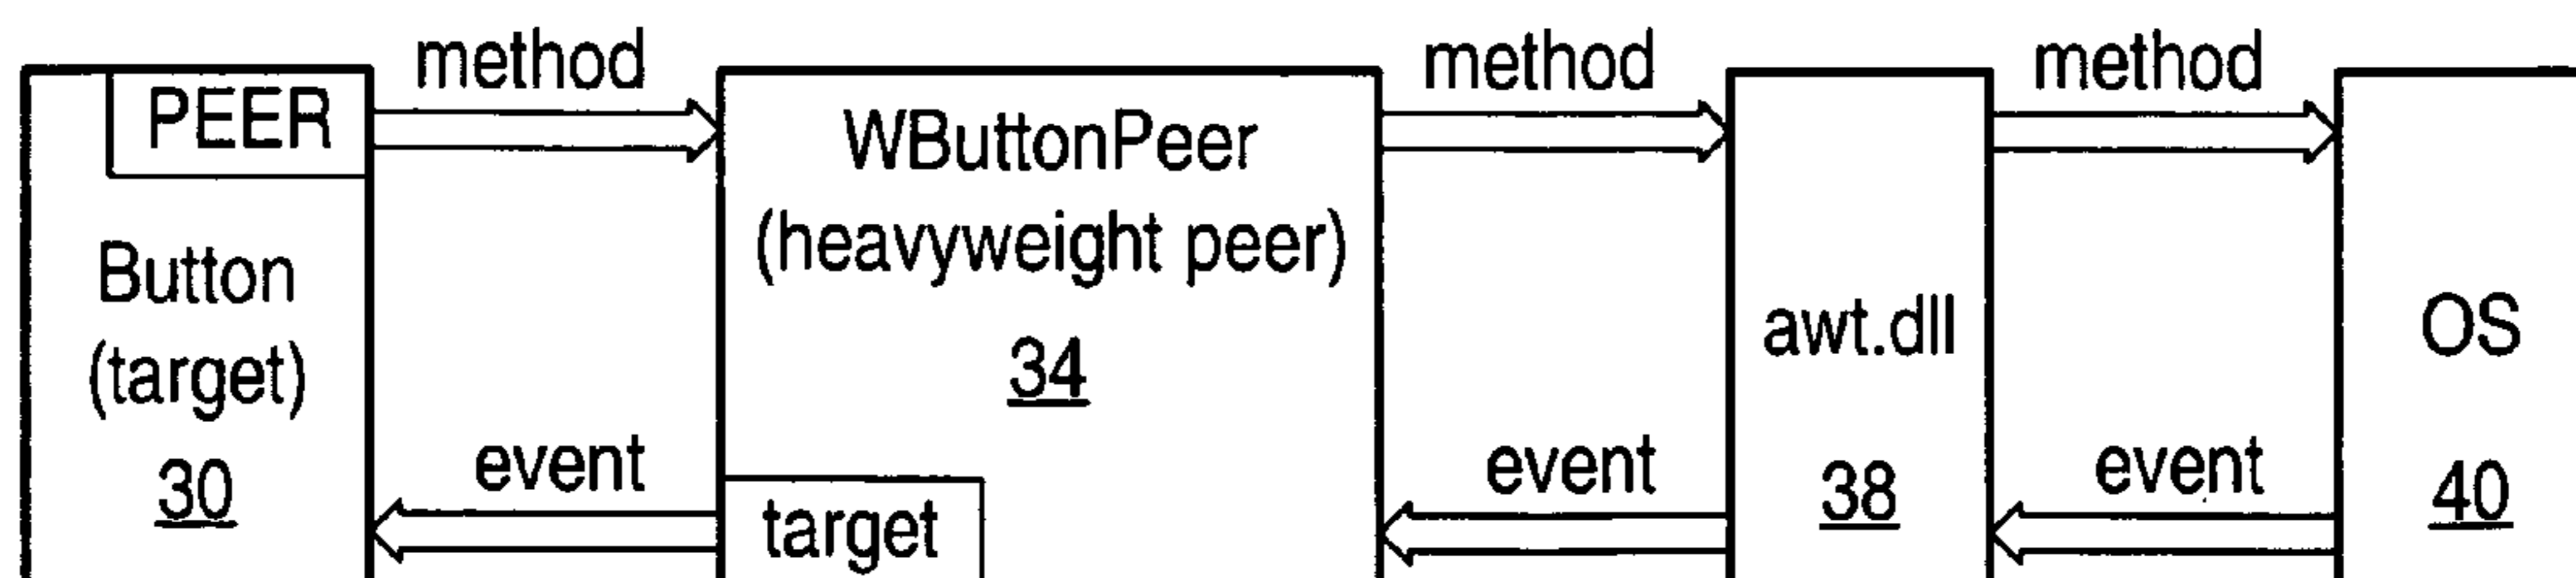 method
method
method
PEER
Button
(target)
30
WButtonPeer
(heavyweight peer)
34
awt.dll
38
OS
40
event
event
event
target